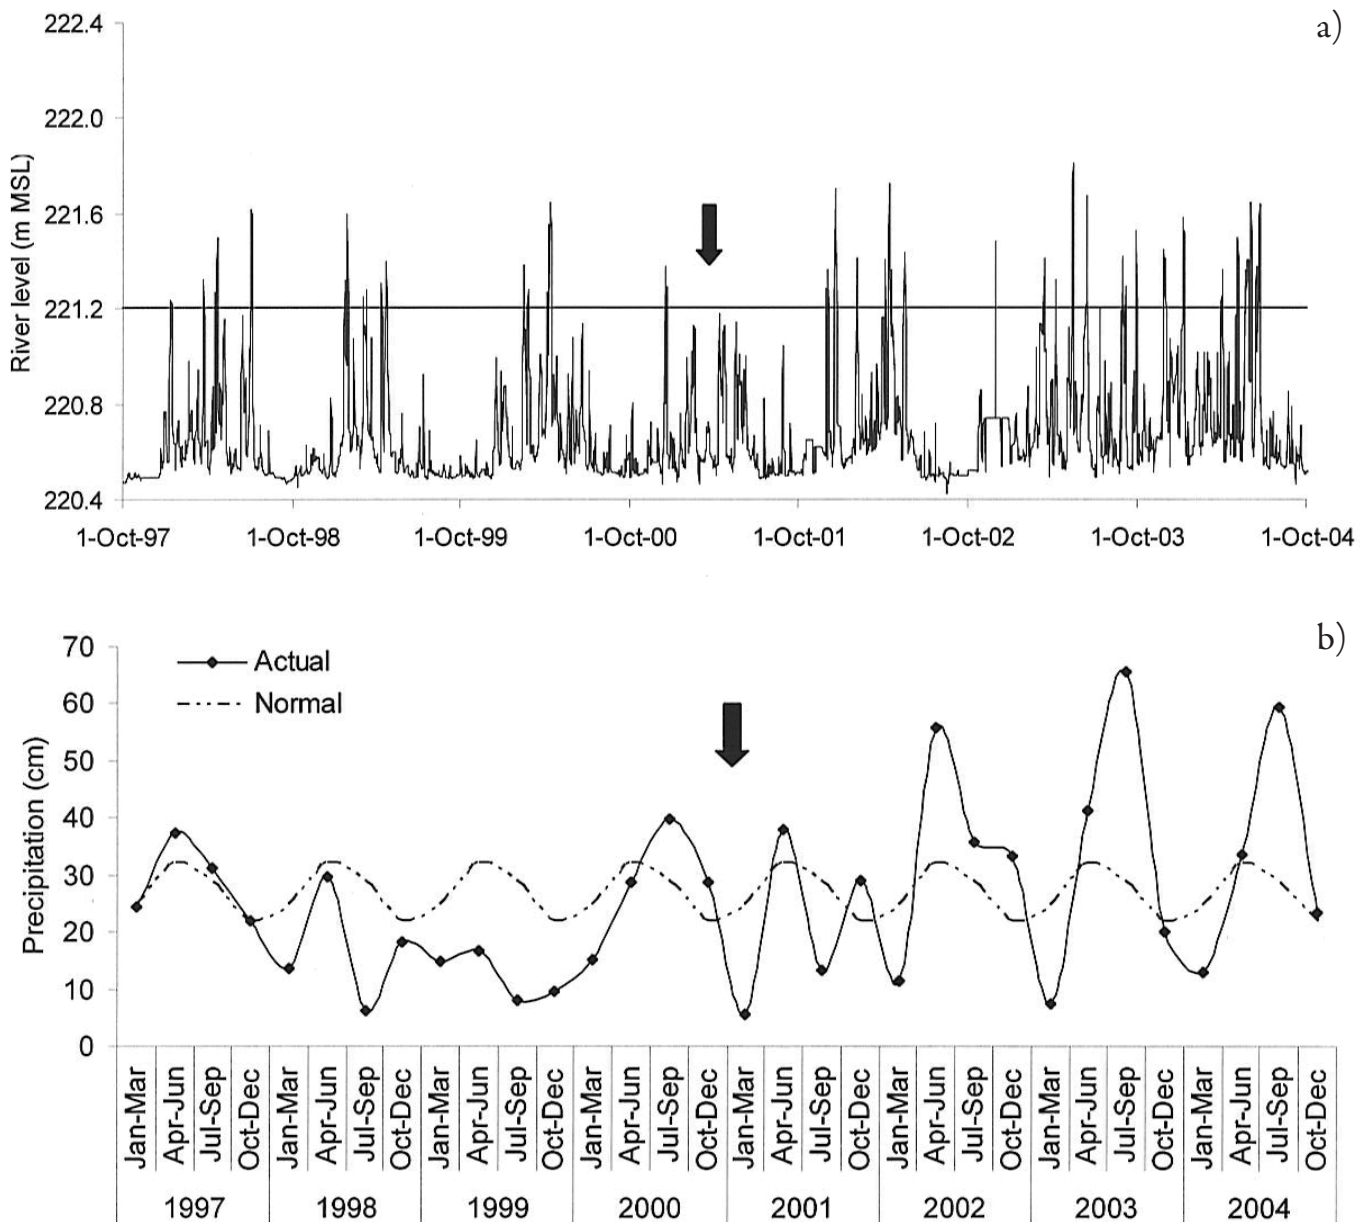 a)
222.4
222.0
221.6
221.2
220.8
220.4
River level (m MSL)
1-Oct-97 1-Oct-98 1-Oct-99 1-Oct-00 1-Oct-01 1-Oct-02 1-Oct-03 1-Oct-04
b)
70
60
50
40
30
20
10
0
Precipitation (cm)
Actual
Normal
Jan-Mar Apr-Jun Jul-Sep Oct-Dec Jan-Mar Apr-Jun Jul-Sep Oct-Dec Jan-Mar Apr-Jun Jul-Sep Oct-Dec Jan-Mar Apr-Jun Jul-Sep Oct-Dec Jan-Mar Apr-Jun Jul-Sep Oct-Dec Jan-Mar Apr-Jun Jul-Sep Oct-Dec Jan-Mar Apr-Jun Jul-Sep Oct-Dec Jan-Mar Apr-Jun Jul-Sep Oct-Dec
1997 1998 1999 2000 2001 2002 2003 2004